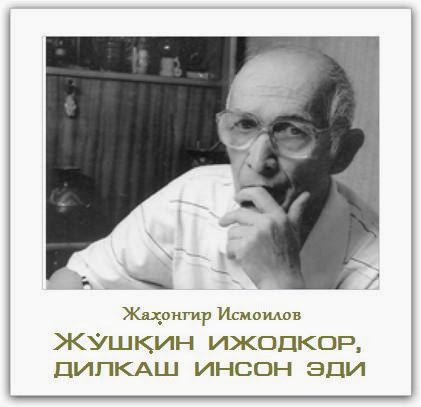 Жаҳонгир Исмоилов
ЖЎШҚИН ИЖОДКОР,
ДИЛКАШ ИНСОН ЭДИ